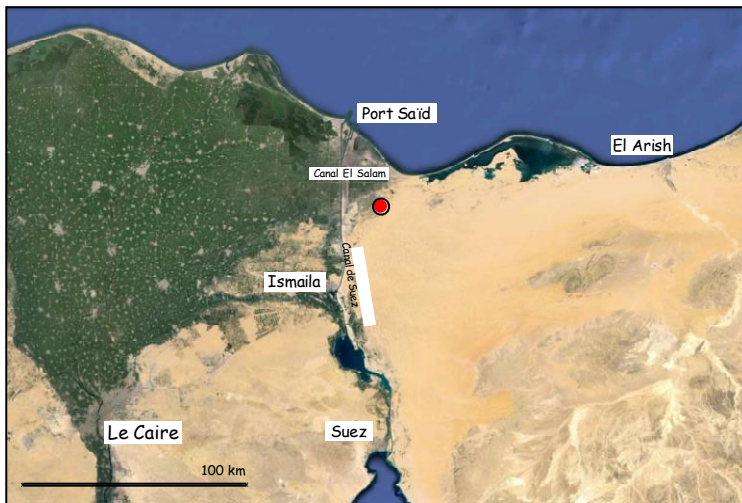 Port Saïd
El Arish
Canal El Salam
Canal de Suez
Ismaila
Le Caire
Suez
100 km